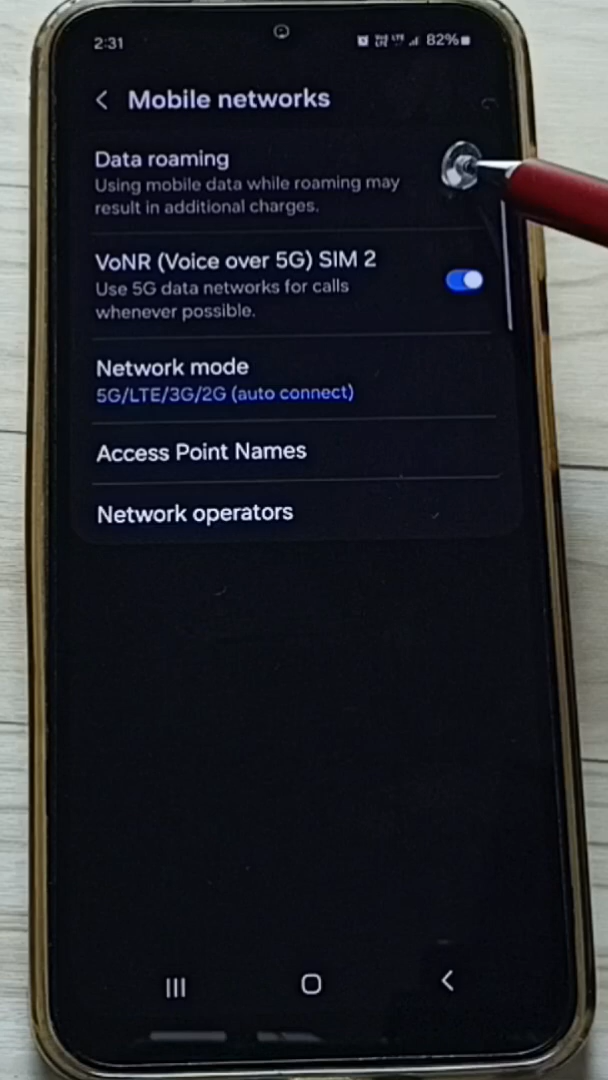 2:31
82%
Mobile networks
Data roaming
Using mobile data while roaming may
result in additional charges.
VoNR (Voice over 5G) SIM 2
Use 5G data networks for calls
whenever possible.
Network mode
5G/LTE/3G/2G (auto connect)
Access Point Names
Network operators